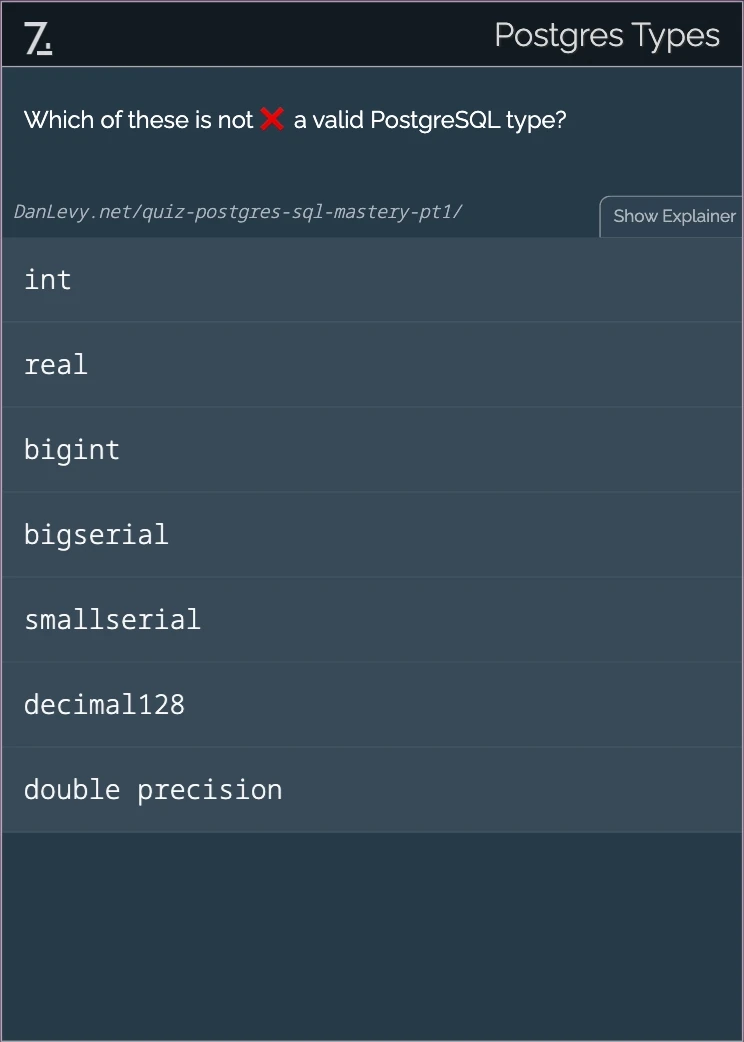 7.
Postgres Types
Which of these is not ❌ a valid PostgreSQL type?
DanLevy.net/quiz-postgres-sql-mastery-pt1/
Show Explainer
int
real
bigint
bigserial
smallserial
decimal128
double precision